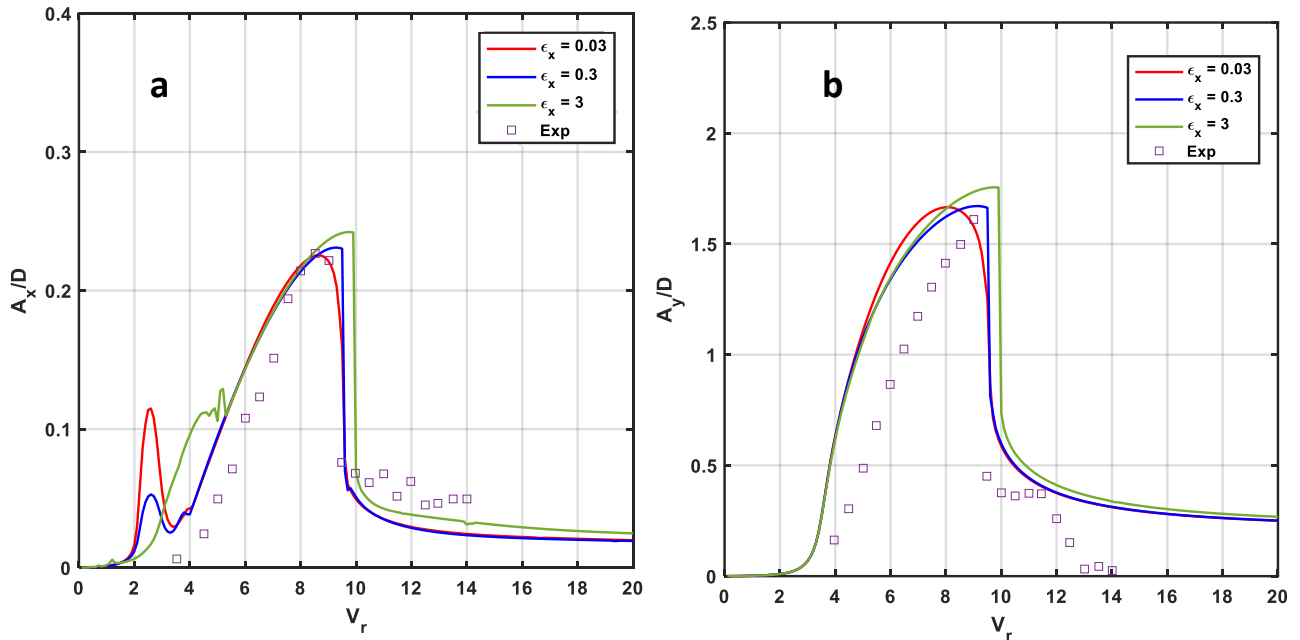 a
0.4
0.3
0.2
0.1
0
A_x/D
0 2 4 6 8 10 12 14 16 18 20
V_r
ϵ_x = 0.03
ϵ_x = 0.3
ϵ_x = 3
Exp
b
2.5
2
1.5
1
0.5
0
A_y/D
0 2 4 6 8 10 12 14 16 18 20
V_r
ϵ_x = 0.03
ϵ_x = 0.3
ϵ_x = 3
Exp